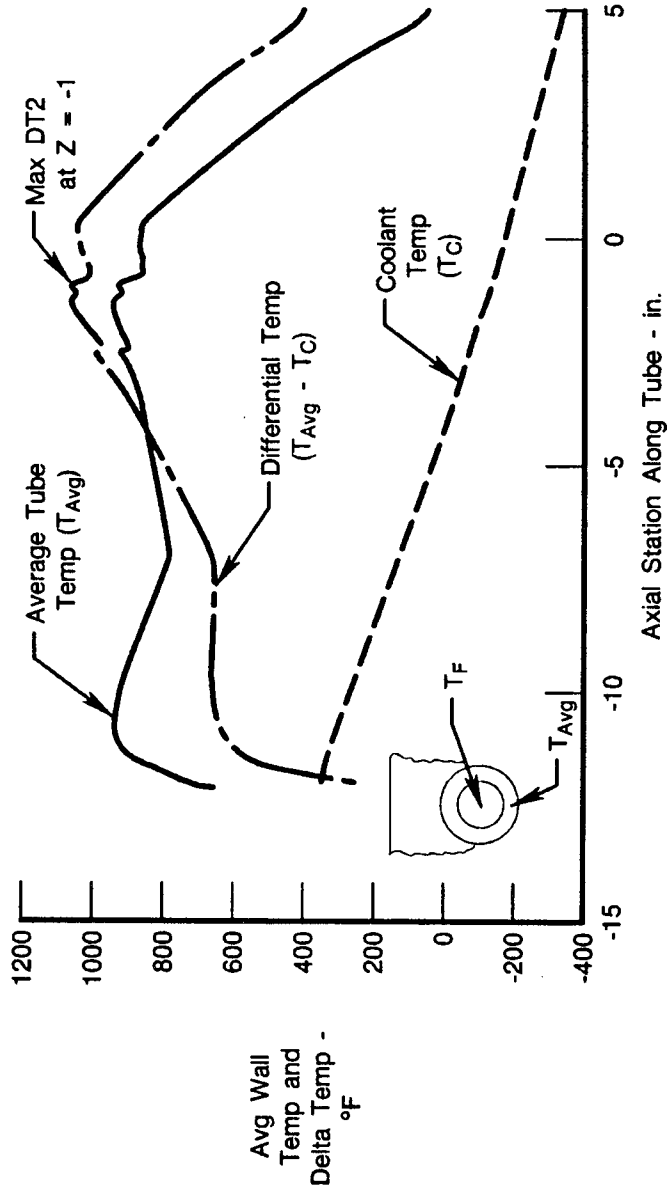 Avg Wall
Temp and
Delta Temp -
°F
1200
1000
800
600
400
200
0
-200
-400
Average Tube
Temp (TAvg)
Max DT2
at Z = -1
Differential Temp
(TAvg - TC)
Coolant
Temp
(TC)
TF
TAvg
-15
-10
-5
0
5
Axial Station Along Tube - in.